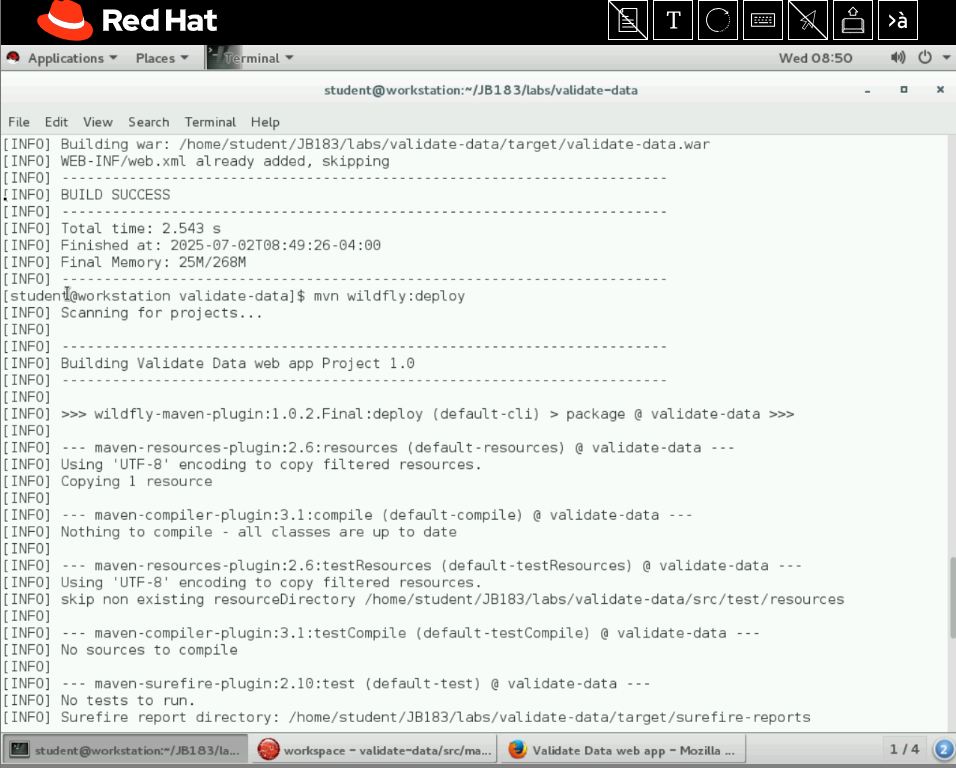 Red Hat
T
>à
Applications
Places
Terminal
Wed 08:50
student@workstation:~/JB183/labs/validate-data
File Edit View Search Terminal Help
[INFO] Building war: /home/student/JB183/labs/validate-data/target/validate-data.war
[INFO] WEB-INF/web.xml already added, skipping
[INFO] ------------------------------------------------------------------------
[INFO] BUILD SUCCESS
[INFO] ------------------------------------------------------------------------
[INFO] Total time: 2.543 s
[INFO] Finished at: 2025-07-02T08:49:26-04:00
[INFO] Final Memory: 25M/268M
[INFO] ------------------------------------------------------------------------
[student@workstation validate-data]$ mvn wildfly:deploy
[INFO] Scanning for projects...
[INFO]
[INFO] ------------------------------------------------------------------------
[INFO] Building Validate Data web app Project 1.0
[INFO] ------------------------------------------------------------------------
[INFO]
[INFO] >>> wildfly-maven-plugin:1.0.2.Final:deploy (default-cli) > package @ validate-data >>>
[INFO]
[INFO] --- maven-resources-plugin:2.6:resources (default-resources) @ validate-data ---
[INFO] Using 'UTF-8' encoding to copy filtered resources.
[INFO] Copying 1 resource
[INFO]
[INFO] --- maven-compiler-plugin:3.1:compile (default-compile) @ validate-data ---
[INFO] Nothing to compile - all classes are up to date
[INFO]
[INFO] --- maven-resources-plugin:2.6:testResources (default-testResources) @ validate-data ---
[INFO] Using 'UTF-8' encoding to copy filtered resources.
[INFO] skip non existing resourceDirectory /home/student/JB183/labs/validate-data/src/test/resources
[INFO]
[INFO] --- maven-compiler-plugin:3.1:testCompile (default-testCompile) @ validate-data ---
[INFO] No sources to compile
[INFO]
[INFO] --- maven-surefire-plugin:2.10:test (default-test) @ validate-data ---
[INFO] No tests to run.
[INFO] Surefire report directory: /home/student/JB183/labs/validate-data/target/surefire-reports
student@workstation:~/JB183/la...
workspace - validate-data/src/ma...
Validate Data web app - Mozilla ...
1 / 4
2